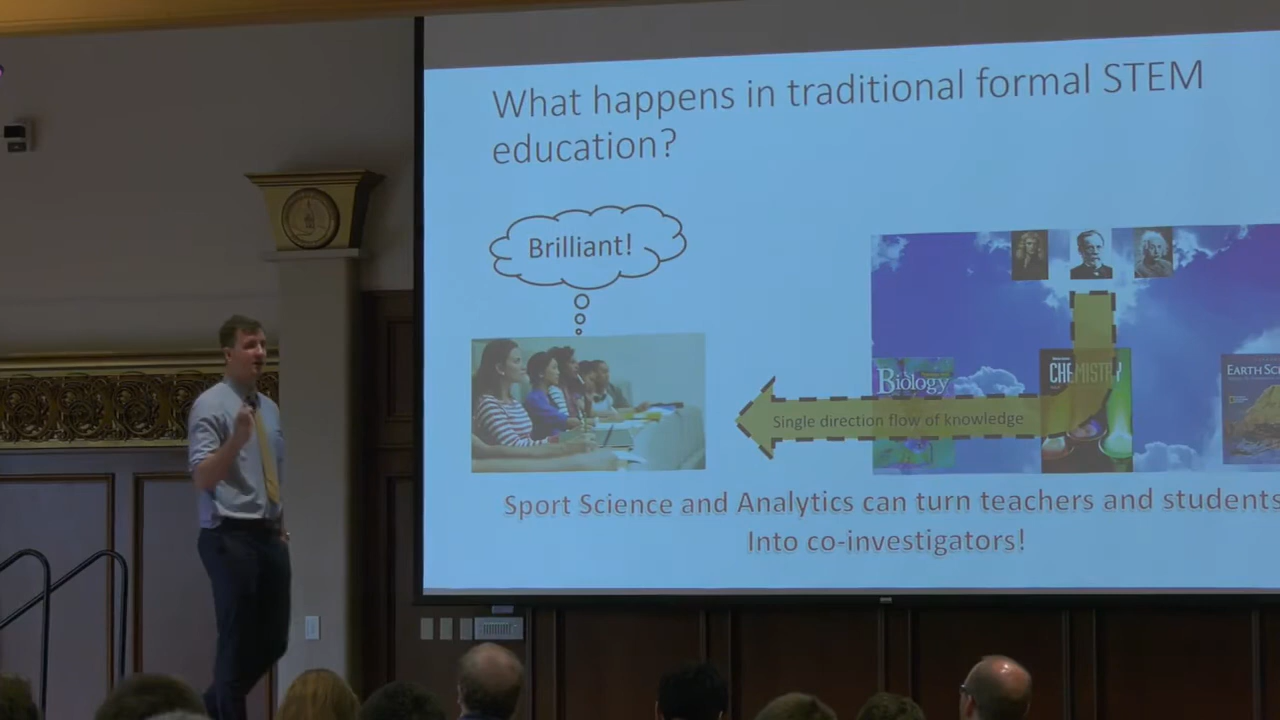 What happens in traditional formal STEM
education?
Brilliant!
Biology
CHEMISTRY
EARTH SC
Single direction flow of knowledge
Sport Science and Analytics can turn teachers and students
Into co-investigators!